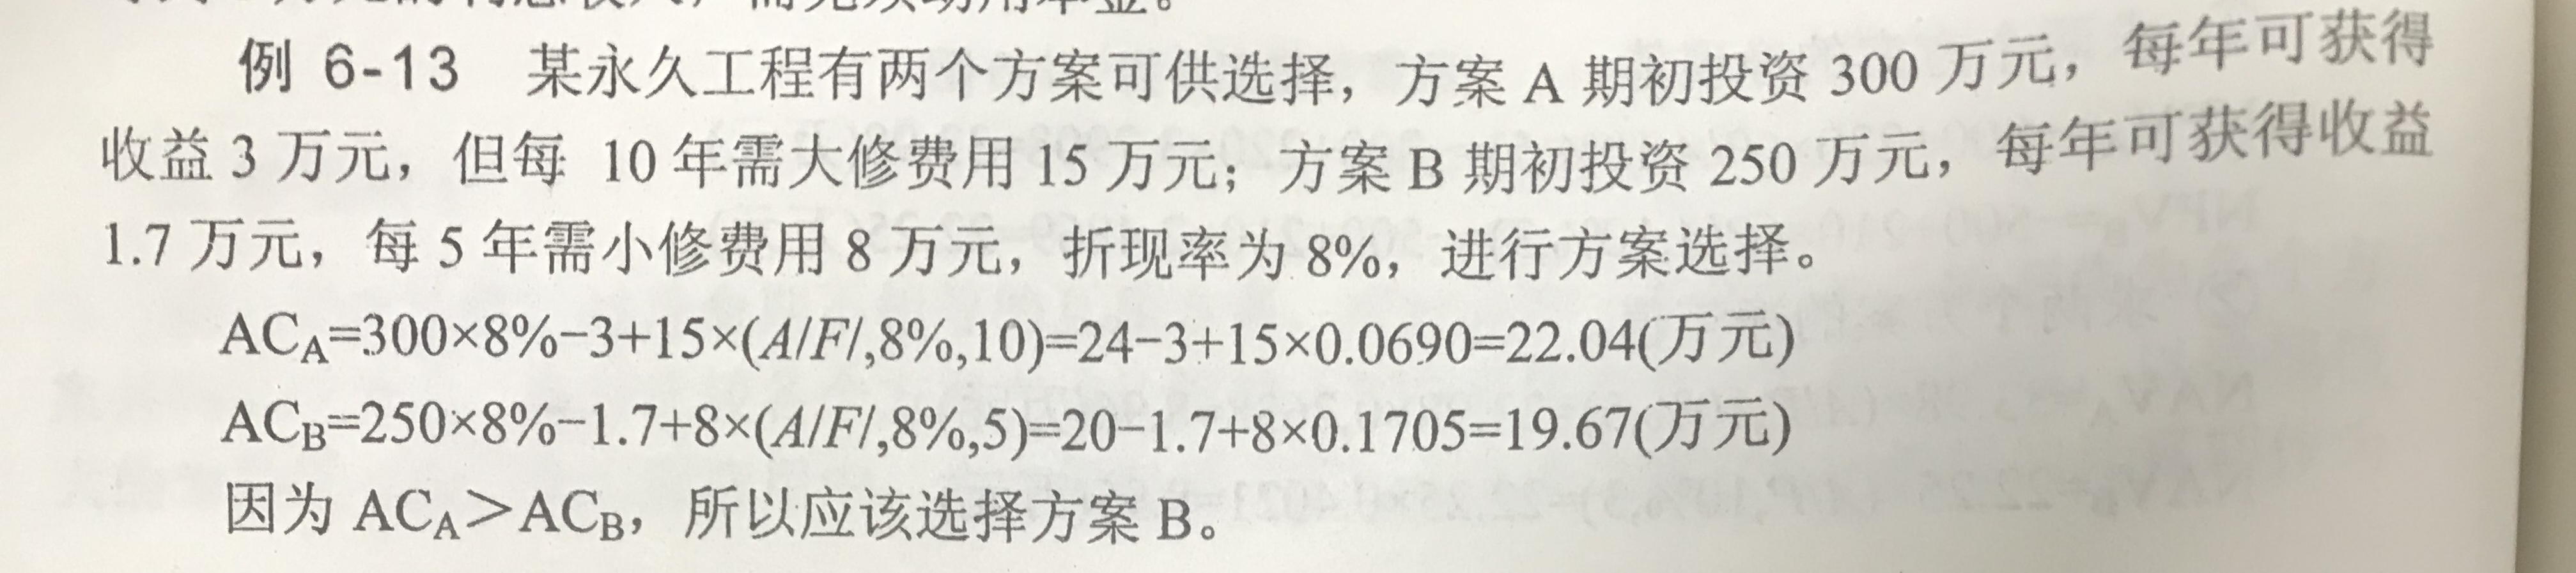 例 6-13 某永久工程有两个方案可供选择，方案 A 期初投资 300 万元，每年可获得
收益 3 万元，但每 10 年需大修费用 15 万元；方案 B 期初投资 250 万元，每年可获得收益
1.7 万元，每 5 年需小修费用 8 万元，折现率为 8%，进行方案选择。
ACA=300×8%−3+15×(A/F/,8%,10)=24−3+15×0.0690=22.04(万元)
ACB=250×8%−1.7+8×(A/F/,8%,5)=20−1.7+8×0.1705=19.67(万元)
因为 ACA＞ACB，所以应该选择方案 B。